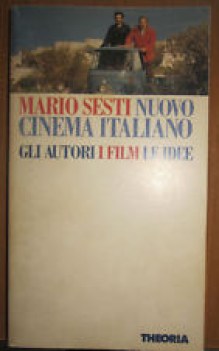 MARIO SESTI NUOVO
CINEMA ITALIANO
GLI AUTORI I FILM LE IDEE
THEORIA